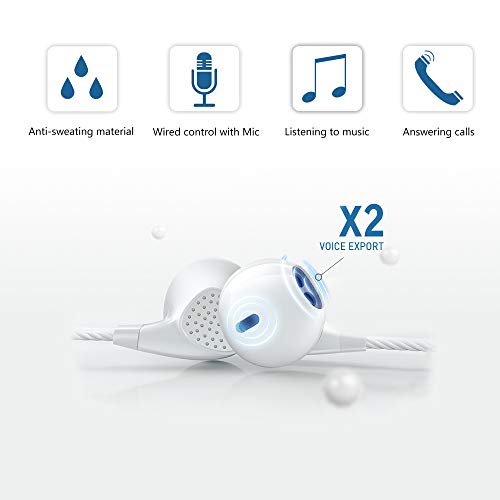 Anti-sweating material
Wired control with Mic
Listening to music
Answering calls
X2
VOICE EXPORT